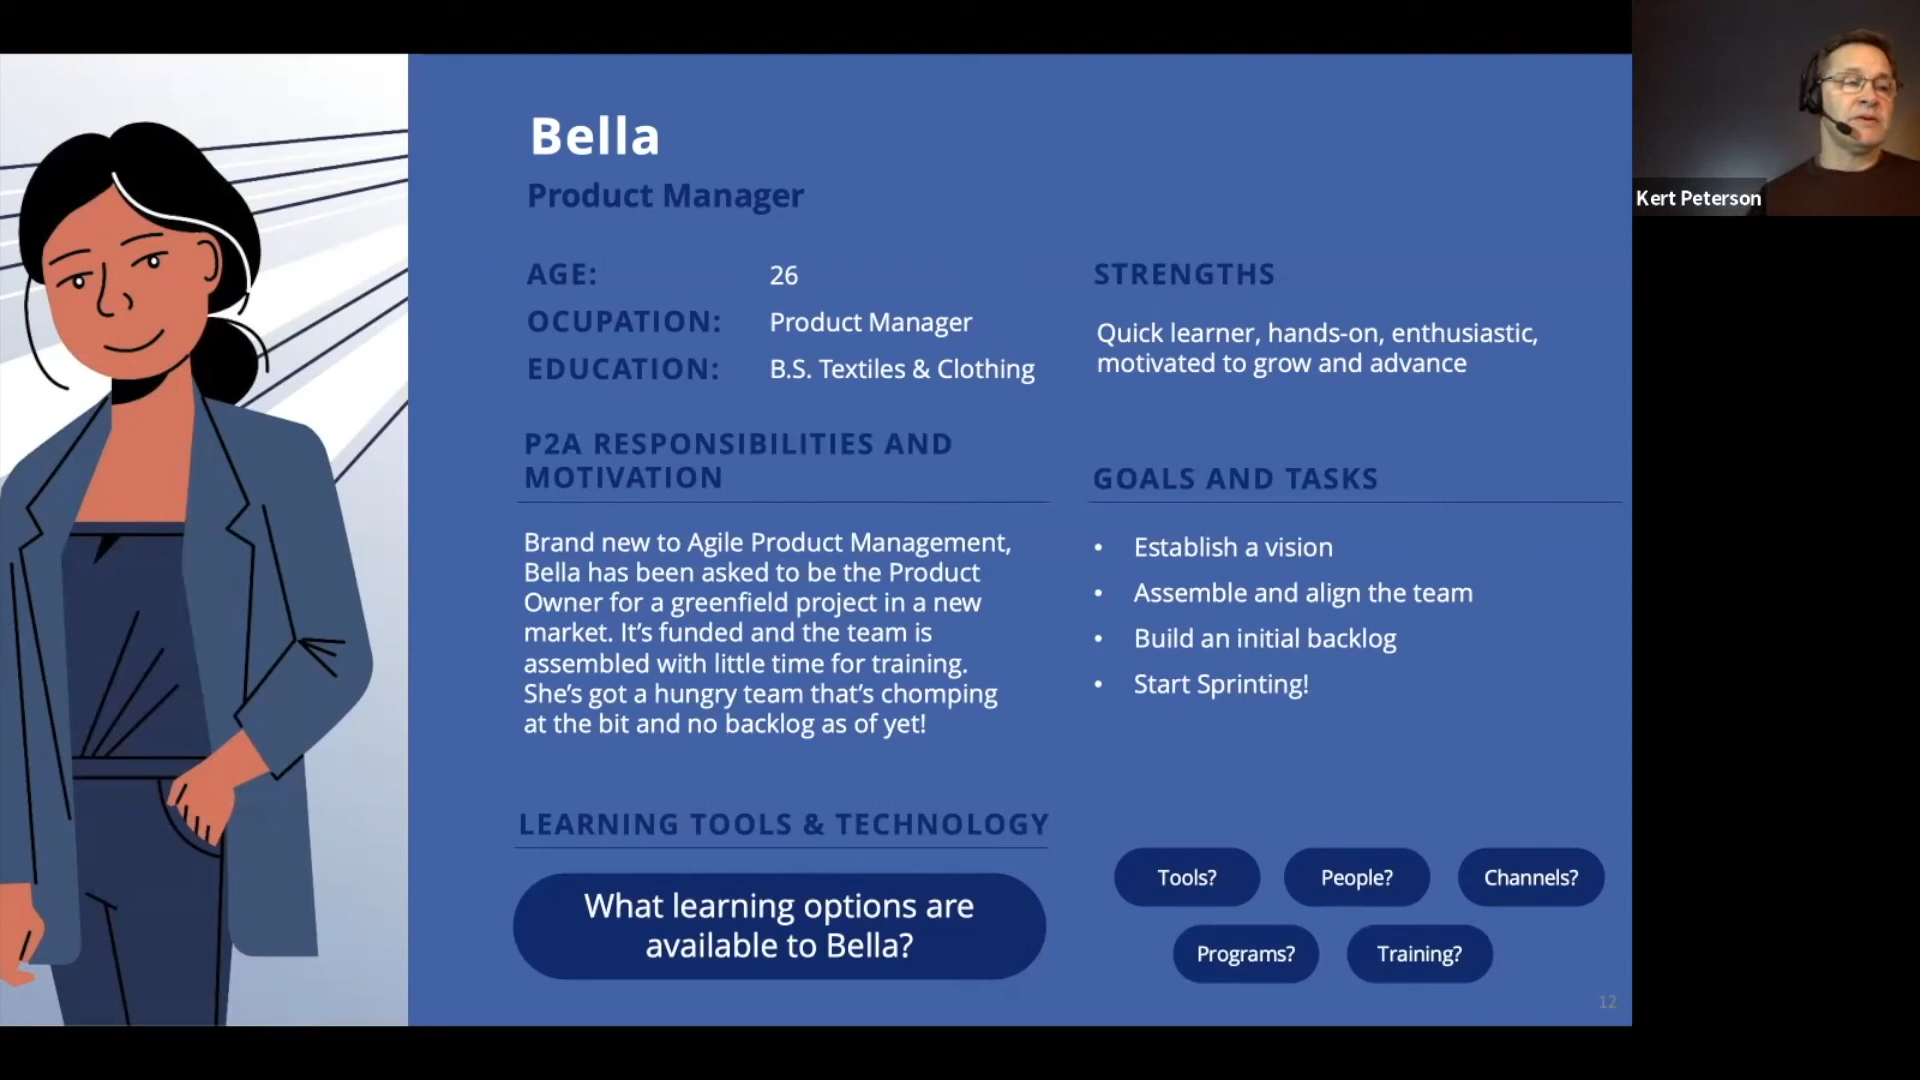 Bella
Product Manager
AGE: 26
OCUPATION: Product Manager
EDUCATION: B.S. Textiles & Clothing
STRENGTHS
Quick learner, hands-on, enthusiastic,
motivated to grow and advance
P2A RESPONSIBILITIES AND
MOTIVATION
Brand new to Agile Product Management,
Bella has been asked to be the Product
Owner for a greenfield project in a new
market. It’s funded and the team is
assembled with little time for training.
She’s got a hungry team that’s chomping
at the bit and no backlog as of yet!
GOALS AND TASKS
• Establish a vision
• Assemble and align the team
• Build an initial backlog
• Start Sprinting!
LEARNING TOOLS & TECHNOLOGY
What learning options are
available to Bella?
Tools? People? Channels?
Programs? Training?
12
Kert Peterson